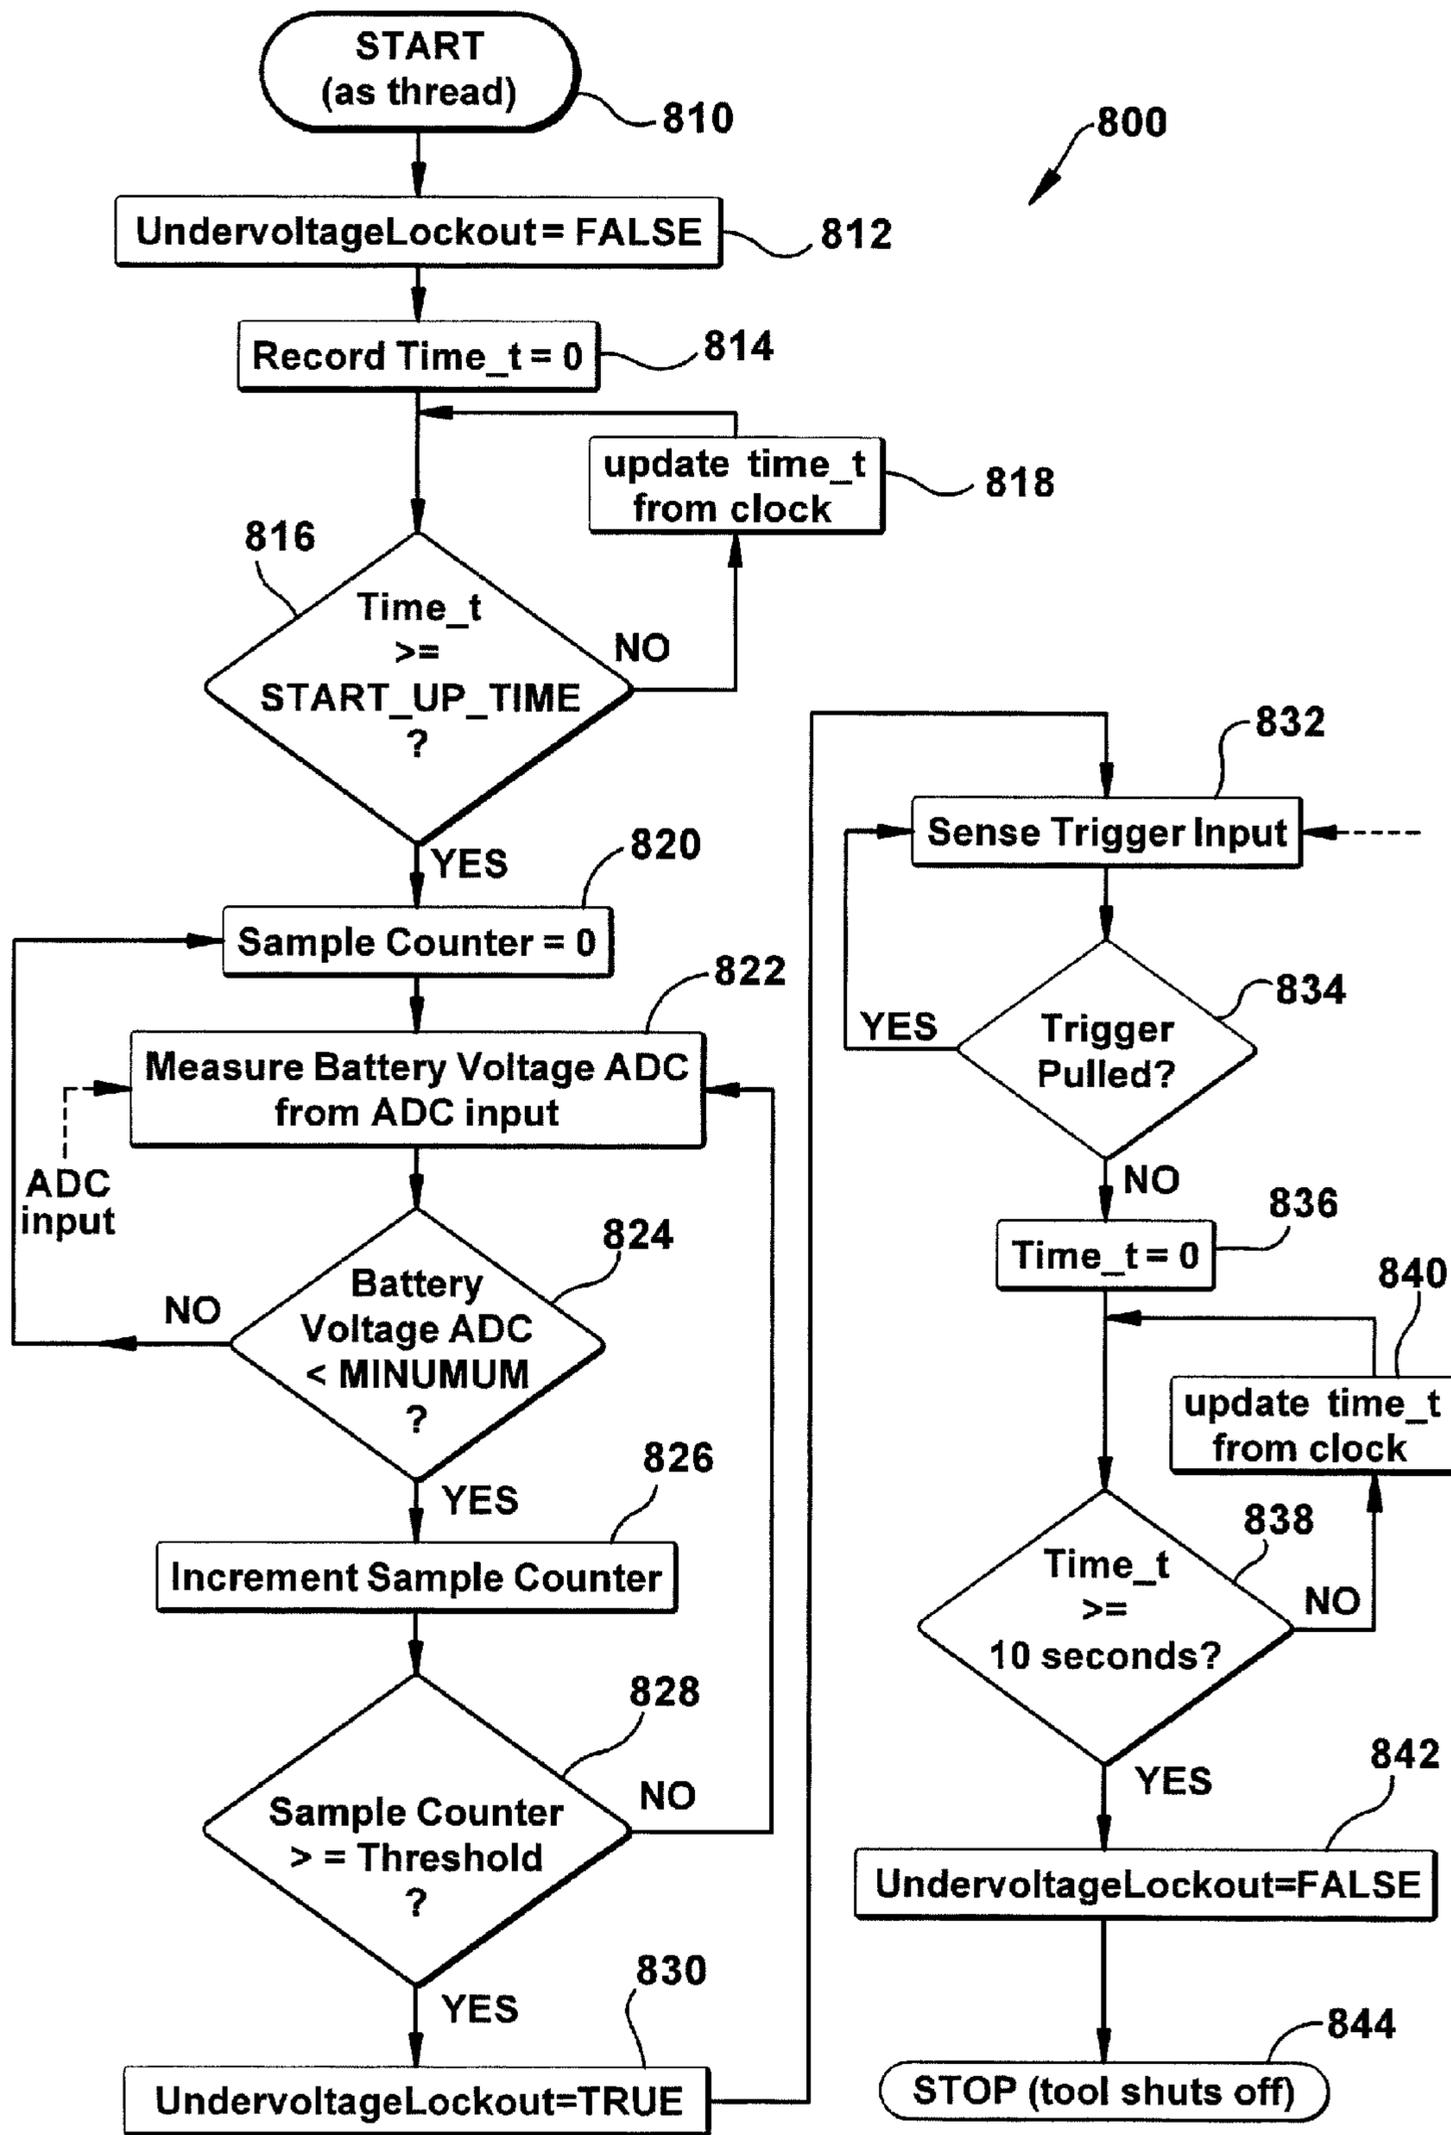 START
(as thread)
810
800
UndervoltageLockout= FALSE
812
Record Time_t = 0
814
update time_t
from clock
818
816
Time_t
>=
START_UP_TIME
?
NO
YES
820
Sample Counter = 0
822
Measure Battery Voltage ADC
from ADC input
ADC
input
824
Battery
Voltage ADC
< MINUMUM
?
NO
YES
826
Increment Sample Counter
828
Sample Counter
> = Threshold
?
NO
YES
830
UndervoltageLockout=TRUE
832
Sense Trigger Input
834
Trigger
Pulled?
YES
NO
836
Time_t = 0
840
update time_t
from clock
838
Time_t
>=
10 seconds?
NO
YES
842
UndervoltageLockout=FALSE
844
STOP (tool shuts off)